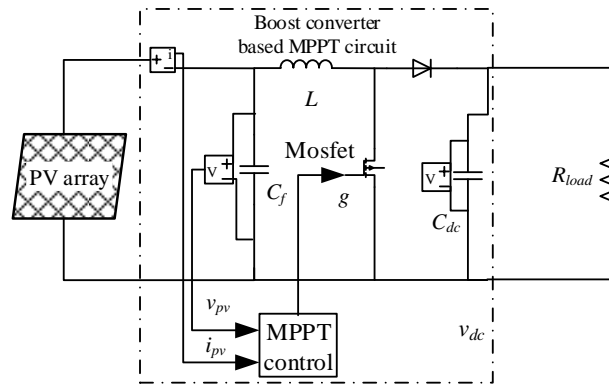 Boost converter
based MPPT circuit
+ i
−
L
Mosfet
PV array
v +
−
C_f
g
v +
−
C_dc
R_load
v_pv
MPPT
v_dc
i_pv
control